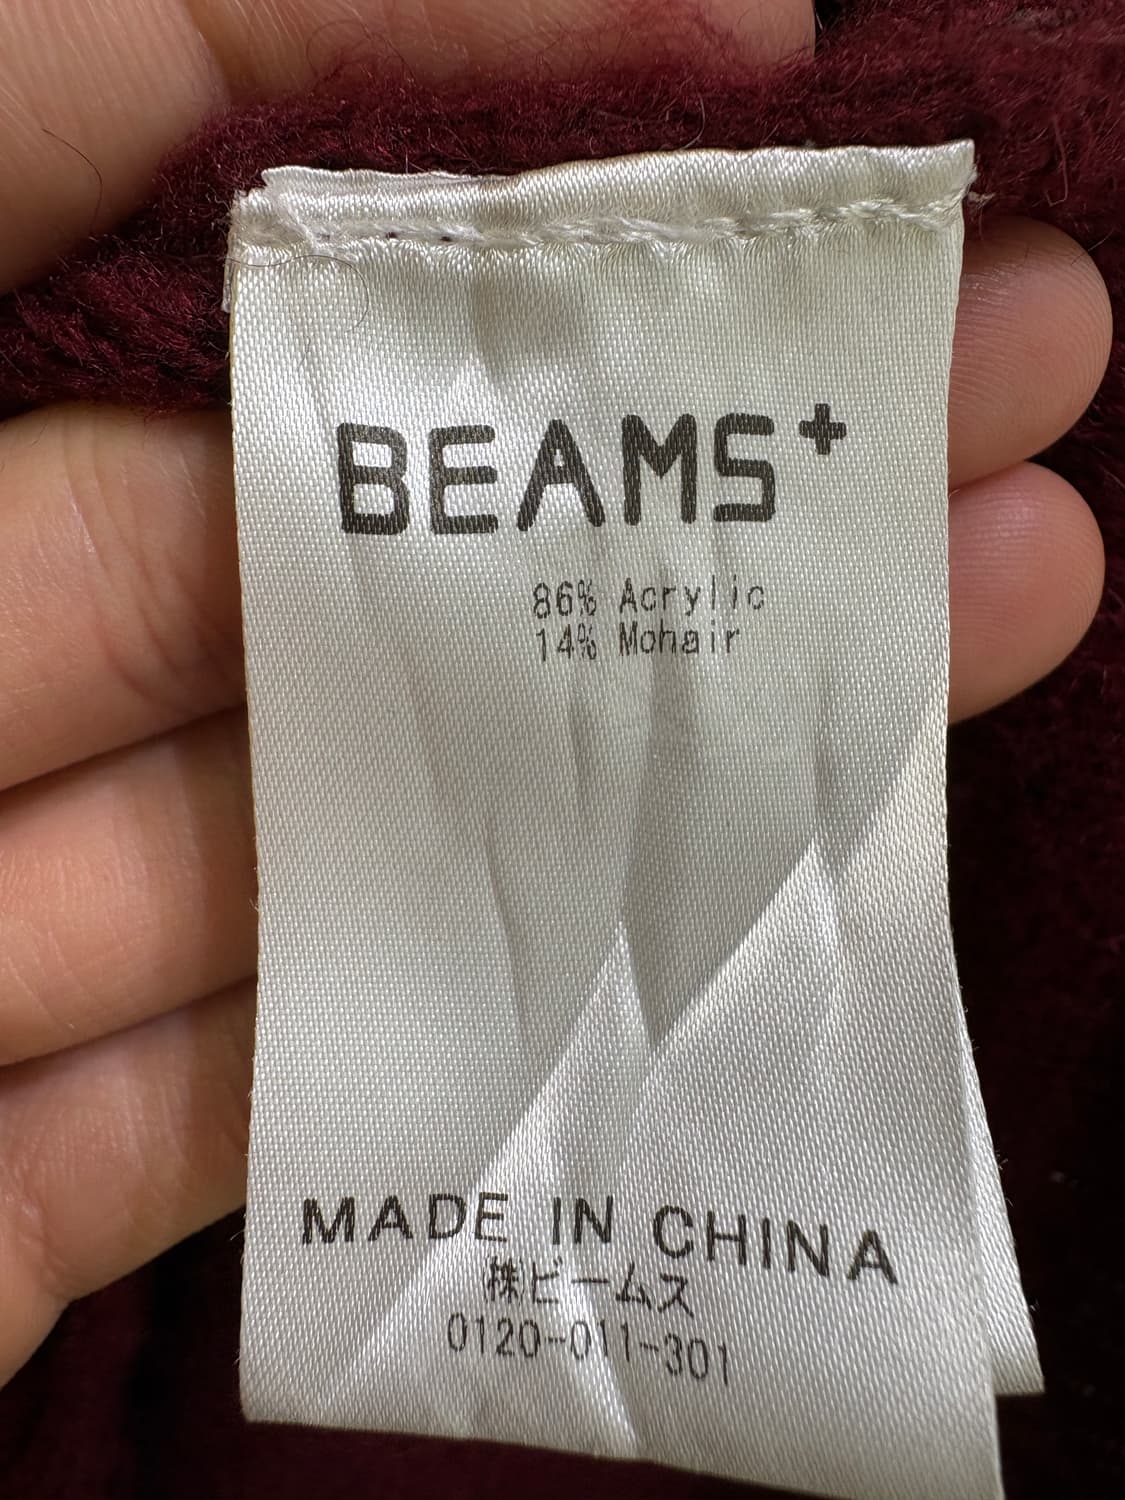 BEAMS+
86% Acrylic
14% Mohair
MADE IN CHINA
㈱ビームス
0120-011-301